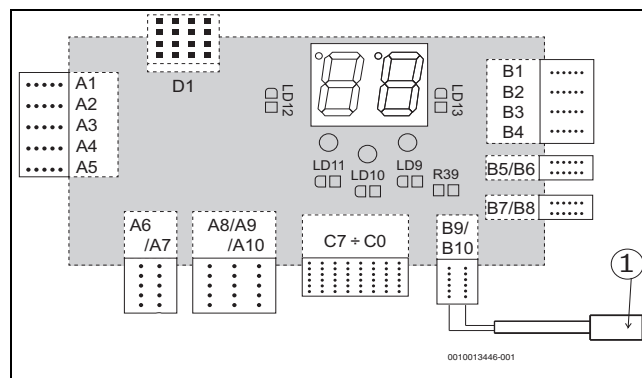 A1
A2
A3
A4
A5
D1
LD12
88
LD13
B1
B2
B3
B4
LD11
LD10
LD9
R39
B5/B6
B7/B8
A6
/A7
A8/A9
/A10
C7 ÷ C0
B9/
B10
1
0010013446-001